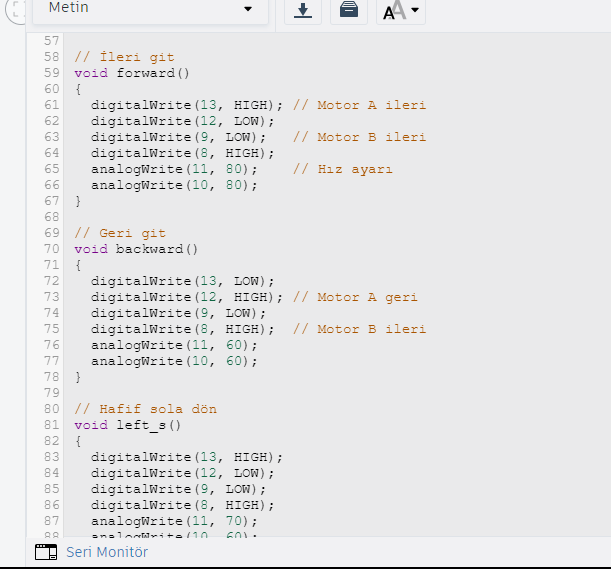 Metin
57
58 // İleri git
59 void forward()
60 {
61   digitalWrite(13, HIGH); // Motor A ileri
62   digitalWrite(12, LOW);
63   digitalWrite(9, LOW);   // Motor B ileri
64   digitalWrite(8, HIGH);
65   analogWrite(11, 80);    // Hız ayarı
66   analogWrite(10, 80);
67 }
68
69 // Geri git
70 void backward()
71 {
72   digitalWrite(13, LOW);
73   digitalWrite(12, HIGH); // Motor A geri
74   digitalWrite(9, LOW);
75   digitalWrite(8, HIGH);  // Motor B ileri
76   analogWrite(11, 60);
77   analogWrite(10, 60);
78 }
79
80 // Hafif sola dön
81 void left_s()
82 {
83   digitalWrite(13, HIGH);
84   digitalWrite(12, LOW);
85   digitalWrite(9, LOW);
86   digitalWrite(8, HIGH);
87   analogWrite(11, 70);
88   analogWrite(10, 60);
Seri Monitör